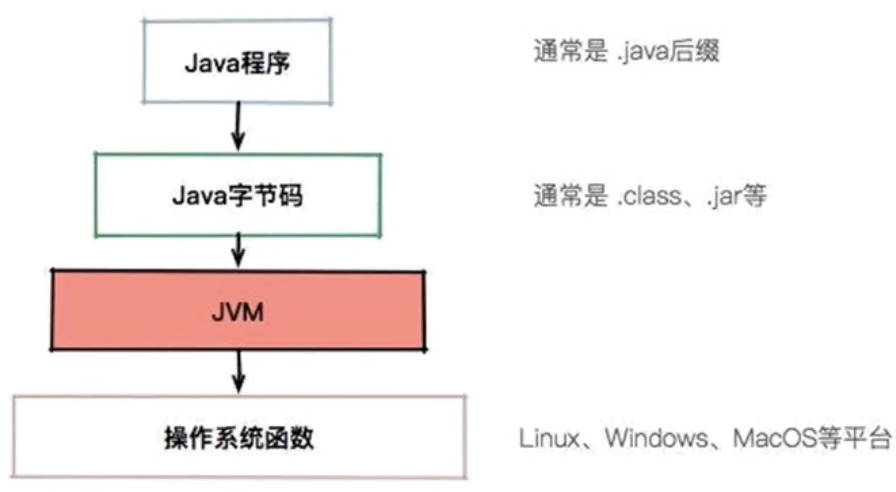 Java程序
通常是 .java后缀
Java字节码
通常是 .class、.jar等
JVM
操作系统函数
Linux、Windows、MacOS等平台